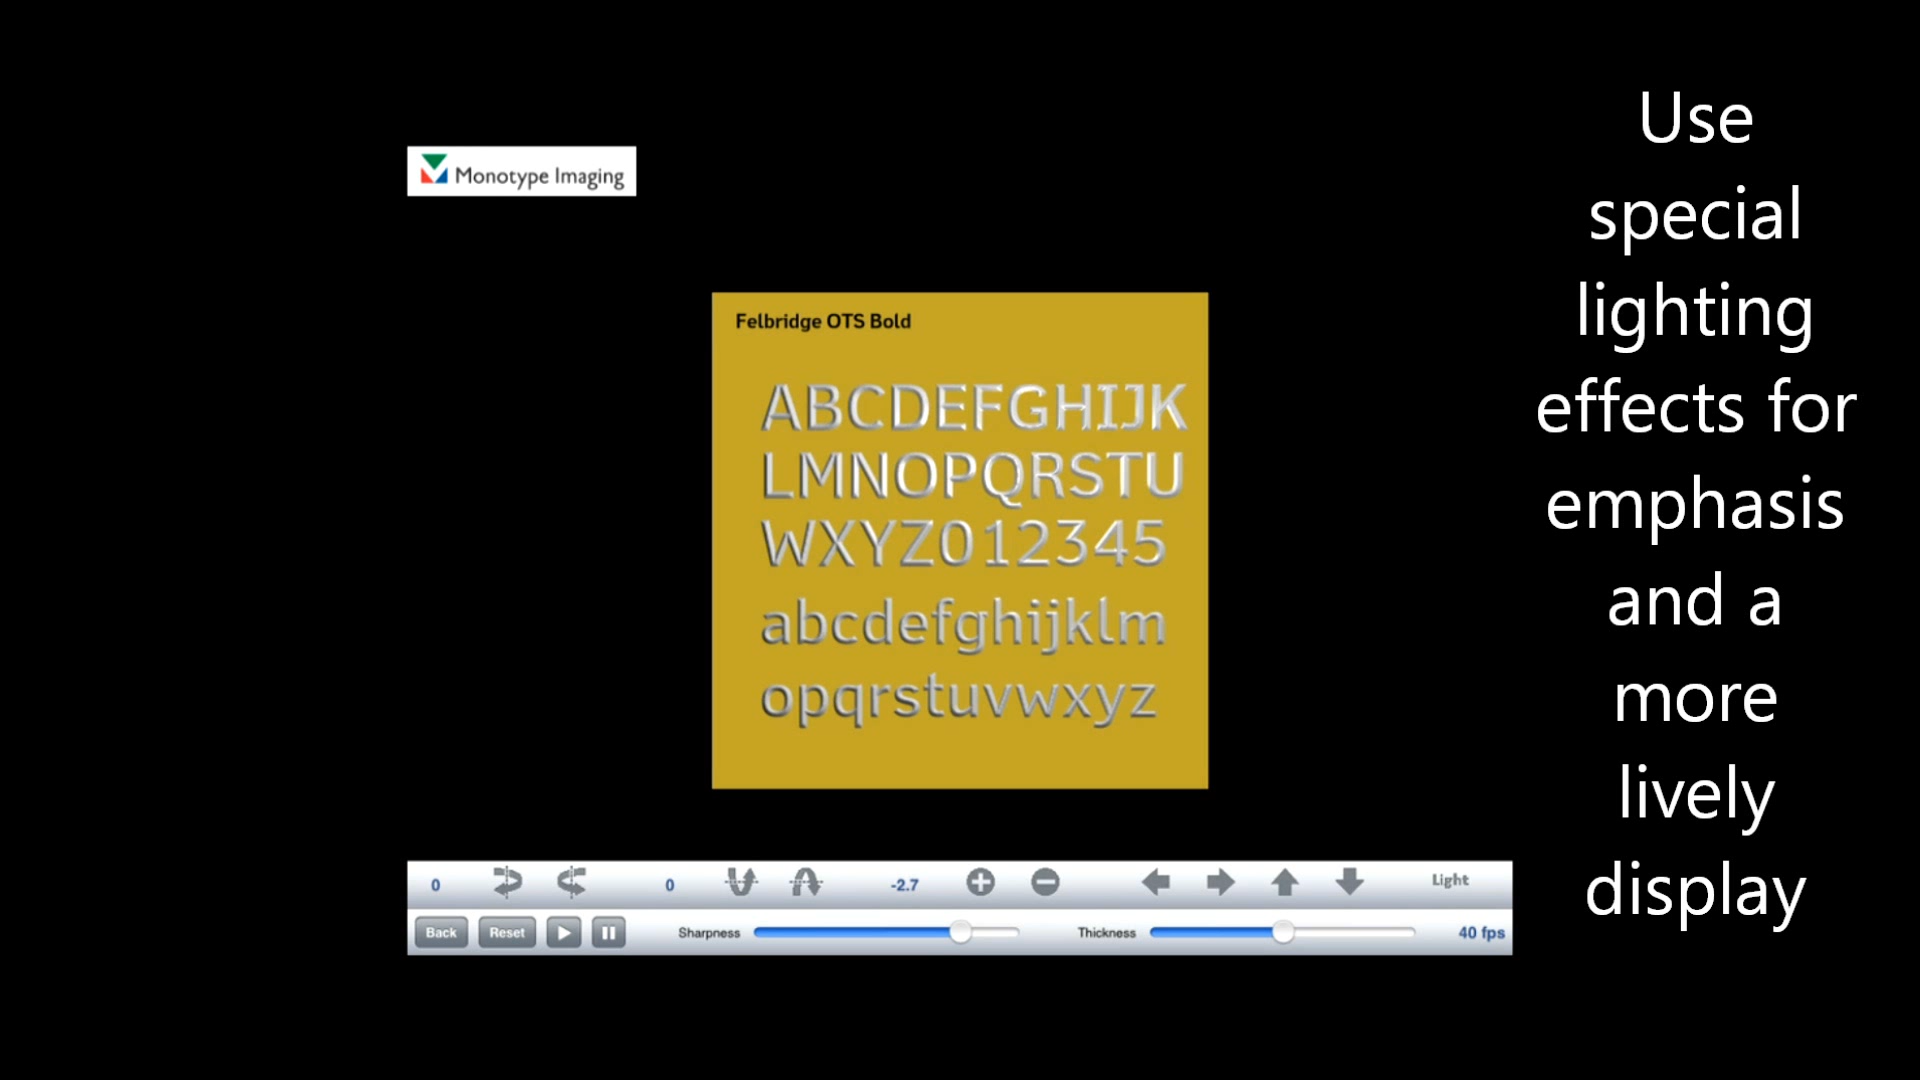 Monotype Imaging
Felbridge OTS Bold
ABCDEFGHIJK
LMNOPQRSTU
WXYZ012345
abcdefghijklm
opqrstuvwxyz
0
0
-2.7
Light
Back
Reset
Sharpness
Thickness
40 fps
Use
special
lighting
effects for
emphasis
and a
more
lively
display